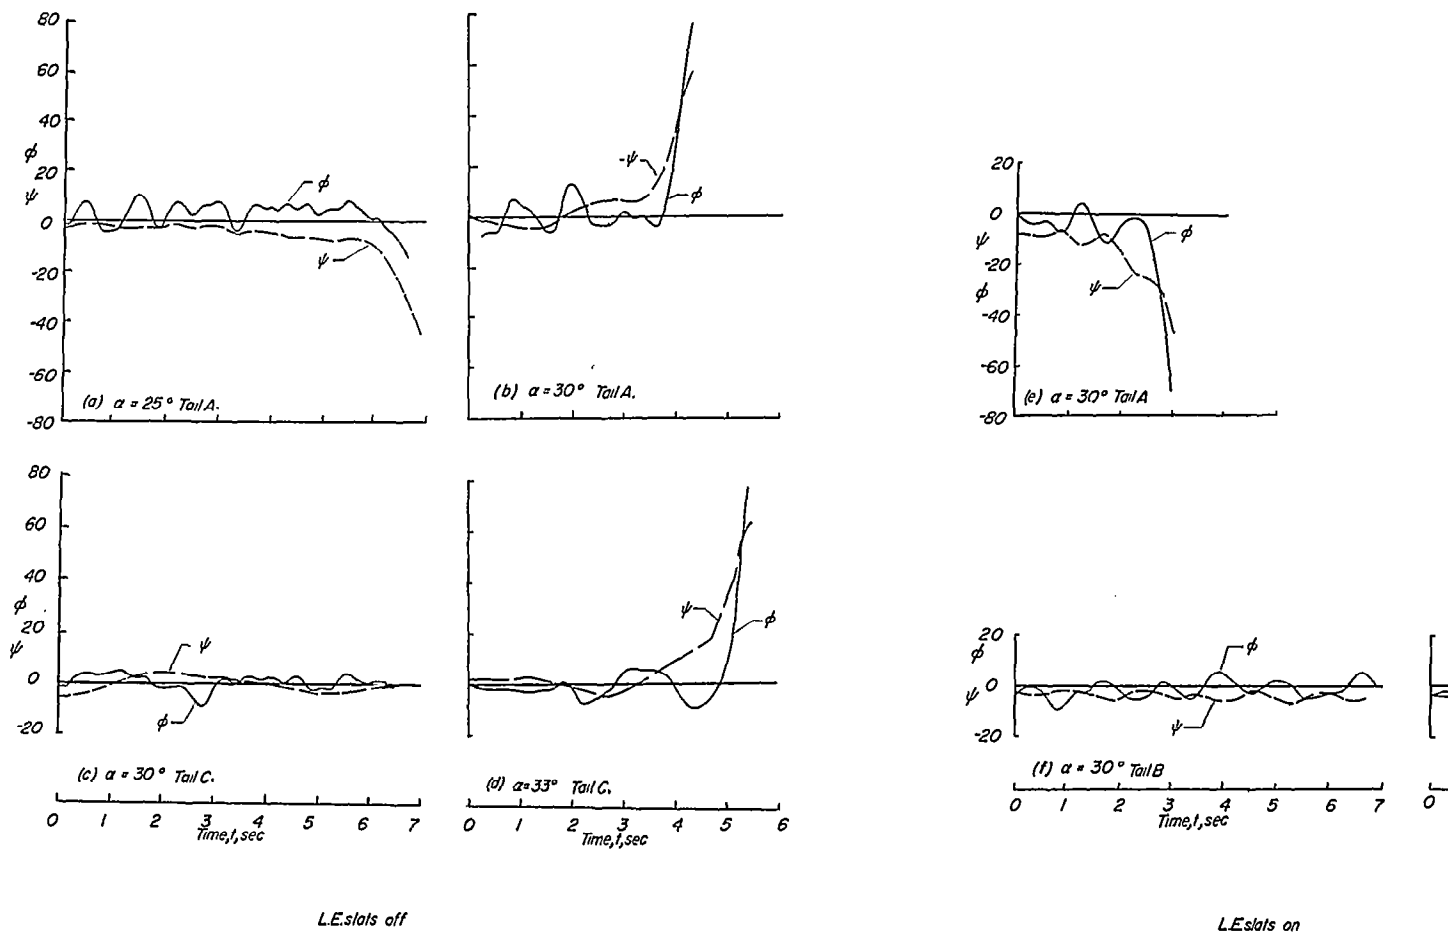 80
60
40
ϕ
20
ψ
0
-20
-40
-60
-80
ϕ
ψ
(a) α = 25° Tail A.
-ψ
ϕ
(b) α = 30° Tail A.
20
0
ψ
-20
ϕ
-40
-60
-80
ϕ
ψ
(e) α = 30° Tail A
80
60
40
ϕ
20
ψ
0
-20
ψ
ϕ
(c) α = 30° Tail C.
0 1 2 3 4 5 6 7
Time,t,sec
ψ
ϕ
(d) α=33° Tail C.
0 1 2 3 4 5 6
Time,t,sec
20
ϕ
0
ψ
-20
ϕ
ψ
(f) α = 30° Tail B
0 1 2 3 4 5 6 7
Time,t,sec
0
L.E.slats off
L.E.slats on